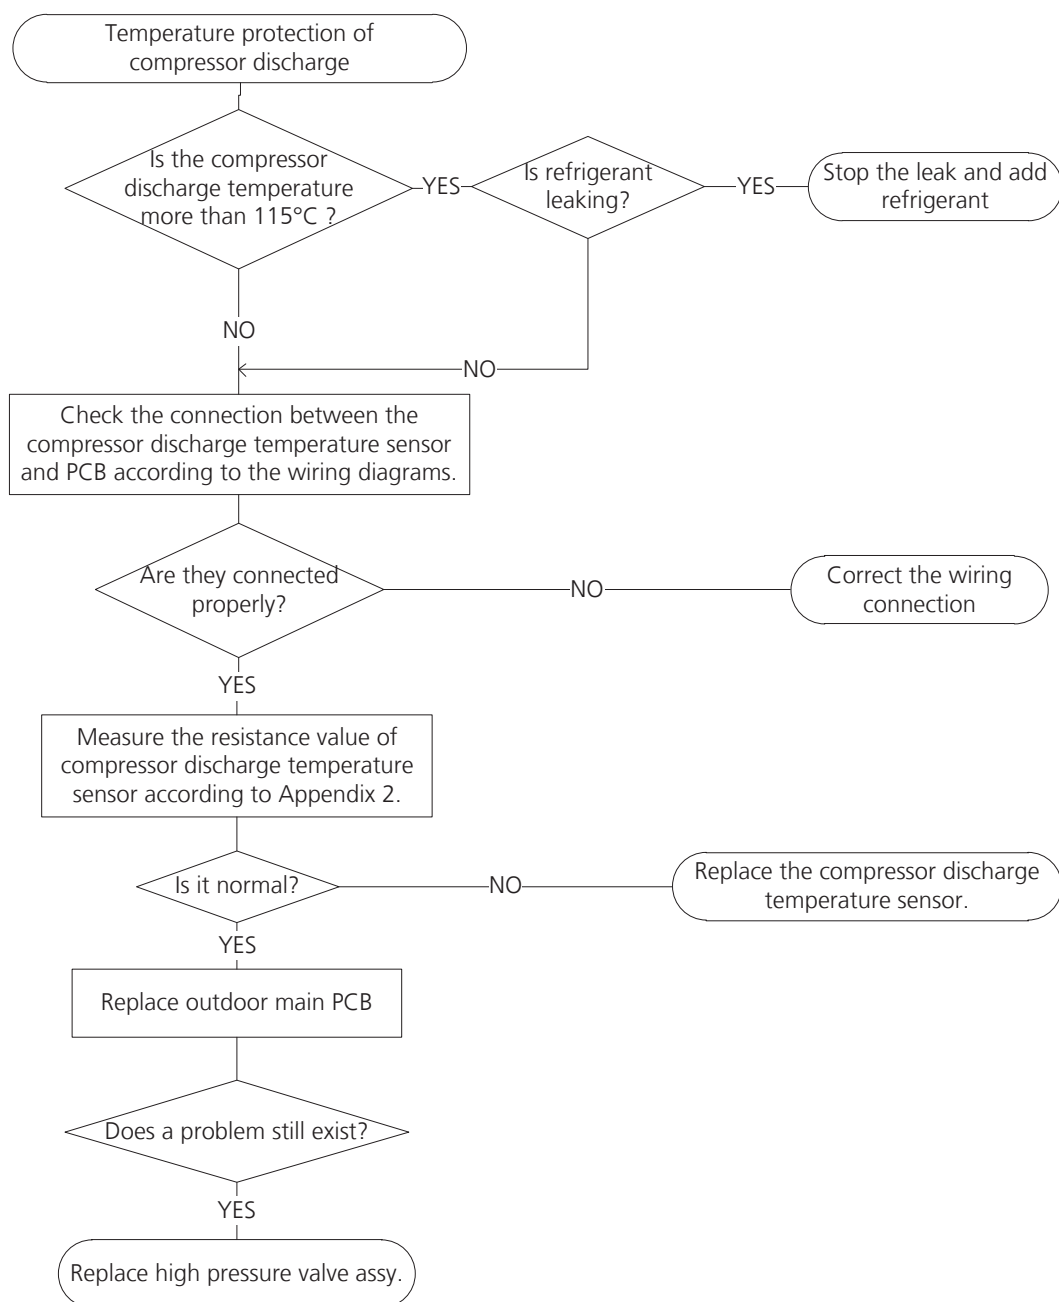 Temperature protection of
compressor discharge
Is the compressor
discharge temperature
more than 115°C ?
YES
Is refrigerant
leaking?
YES
Stop the leak and add
refrigerant
NO
NO
Check the connection between the
compressor discharge temperature sensor
and PCB according to the wiring diagrams.
Are they connected
properly?
NO
Correct the wiring
connection
YES
Measure the resistance value of
compressor discharge temperature
sensor according to Appendix 2.
Is it normal?
NO
Replace the compressor discharge
temperature sensor.
YES
Replace outdoor main PCB
Does a problem still exist?
YES
Replace high pressure valve assy.